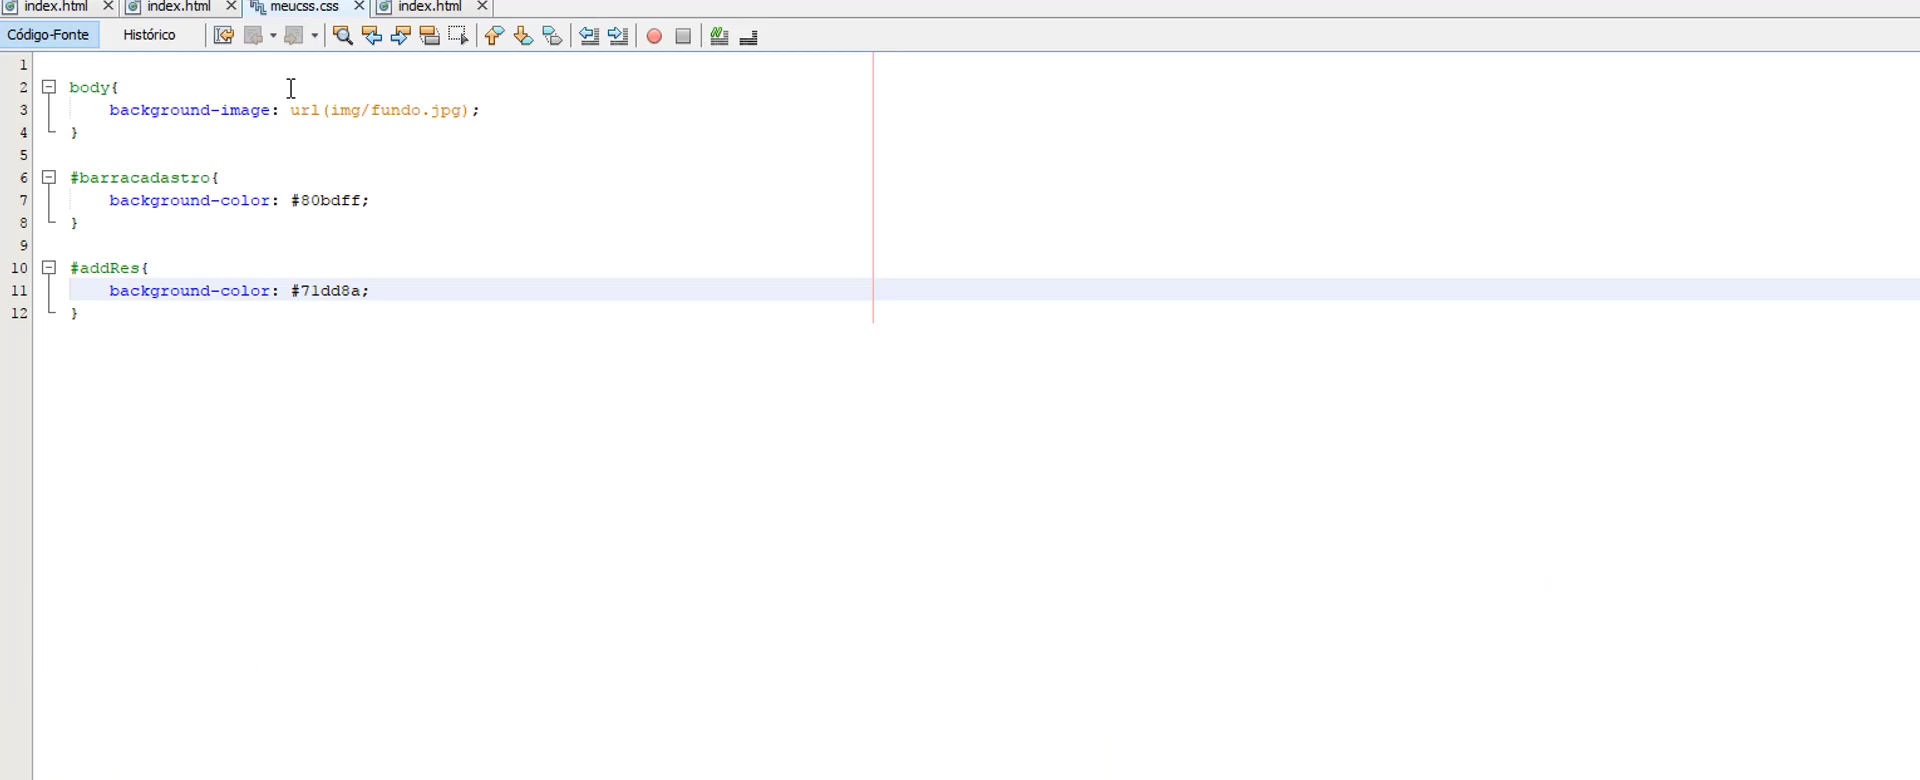 index.html index.html meucss.css index.html
Código-Fonte Histórico
1
2 body{
3 background-image: url(img/fundo.jpg);
4 }
5
6 #barracadastro{
7 background-color: #80bdff;
8 }
9
10 #addRes{
11 background-color: #71dd8a;
12 }